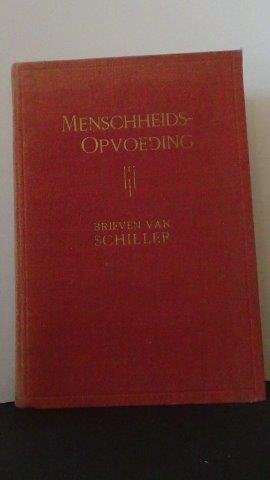 MENSCHHEIDS-
OPVOEDING
BRIEVEN VAN
SCHILLER